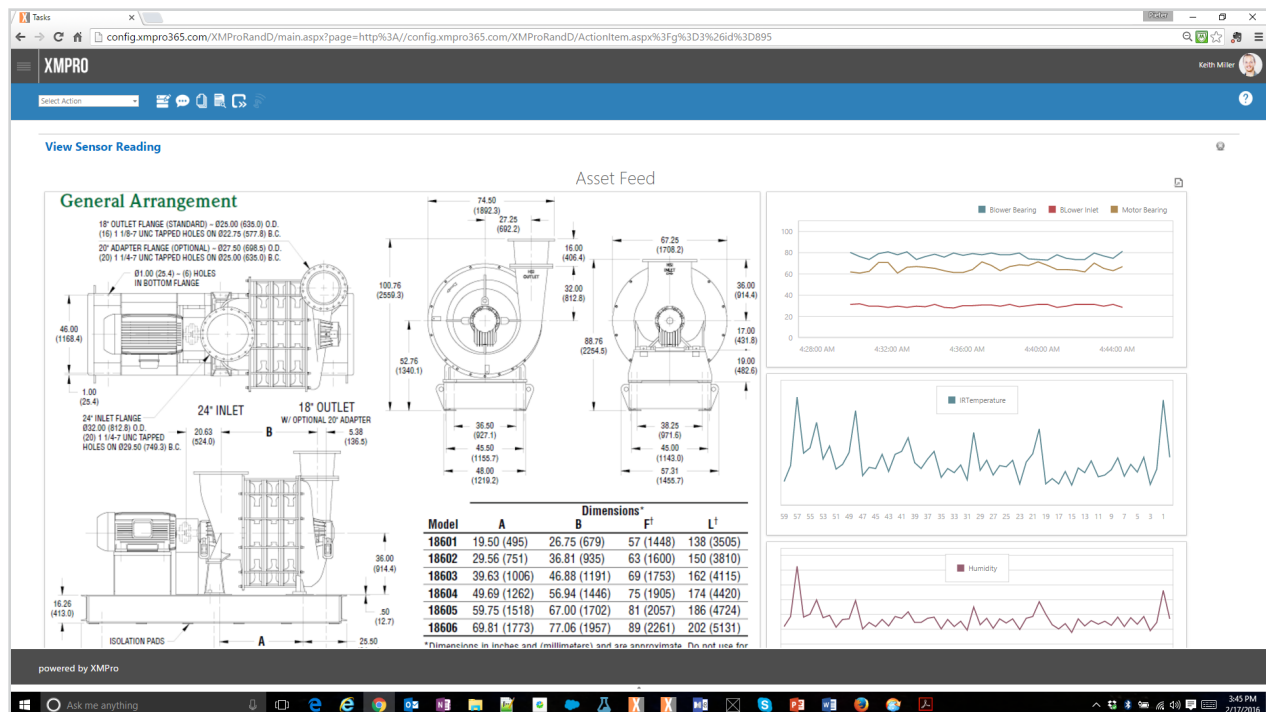 Tasks
Dieter
config.xmpro365.com/XMProRandD/main.aspx?page=http%3A//config.xmpro365.com/XMProRandD/ActionItem.aspx%3Fg%3D3%26id%3D895
XMPRO
Keith Miller
Select Action
View Sensor Reading
Asset Feed
General Arrangement
18" OUTLET FLANGE (STANDARD) – Ø25.00 (635.0) O.D.
(16) 1 1/8-7 UNC TAPPED HOLES ON Ø22.75 (577.8) B.C.
20" ADAPTER FLANGE (OPTIONAL) – Ø27.50 (698.5) O.D.
(20) 1 1/4-7 UNC TAPPED HOLES ON Ø25.00 (635.0) B.C.
Ø1.00 (25.4) – (6) HOLES
IN BOTTOM FLANGE
46.00
(1168.4)
1.00
(25.4)
24" INLET FLANGE
Ø32.00 (812.8) O.D.
(20) 1 1/4-7 UNC TAPPED
HOLES ON Ø29.50 (749.3) B.C.
24" INLET
18" OUTLET
W/ OPTIONAL 20" ADAPTER
20.63
(524.0)
B
5.38
(136.5)
74.50
(1892.3)
27.25
(692.2)
16.00
(406.4)
OUTLET
100.76
(2559.3)
32.00
(812.8)
52.76
(1340.1)
36.50
(927.1)
45.50
(1155.7)
48.00
(1219.2)
67.25
(1708.2)
INLET
36.00
(914.4)
88.76
(2254.5)
17.00
(431.8)
19.00
(482.6)
38.25
(971.6)
45.00
(1143.0)
57.31
(1455.7)
36.00
(914.4)
16.26
(413.0)
.50
(12.7)
ISOLATION PADS
A
25.50
Dimensions*
Model A B F† L†
18601 19.50 (495) 26.75 (679) 57 (1448) 138 (3505)
18602 29.56 (751) 36.81 (935) 63 (1600) 150 (3810)
18603 39.63 (1006) 46.88 (1191) 69 (1753) 162 (4115)
18604 49.69 (1262) 56.94 (1446) 75 (1905) 174 (4420)
18605 59.75 (1518) 67.00 (1702) 81 (2057) 186 (4724)
18606 69.81 (1773) 77.06 (1957) 89 (2261) 202 (5131)
*Dimensions in inches and (millimeters) and are approximate. Do not use for
Blower Bearing BLower Inlet Motor Bearing
100
80
60
40
20
0
4:28:00 AM 4:32:00 AM 4:36:00 AM 4:40:00 AM 4:44:00 AM
IRTemperature
59 57 55 53 51 49 47 45 43 41 39 37 35 33 31 29 27 25 23 21 19 17 15 13 11 9 7 5 3 1
Humidity
powered by XMPro
Ask me anything
3:45 PM
2/17/2016